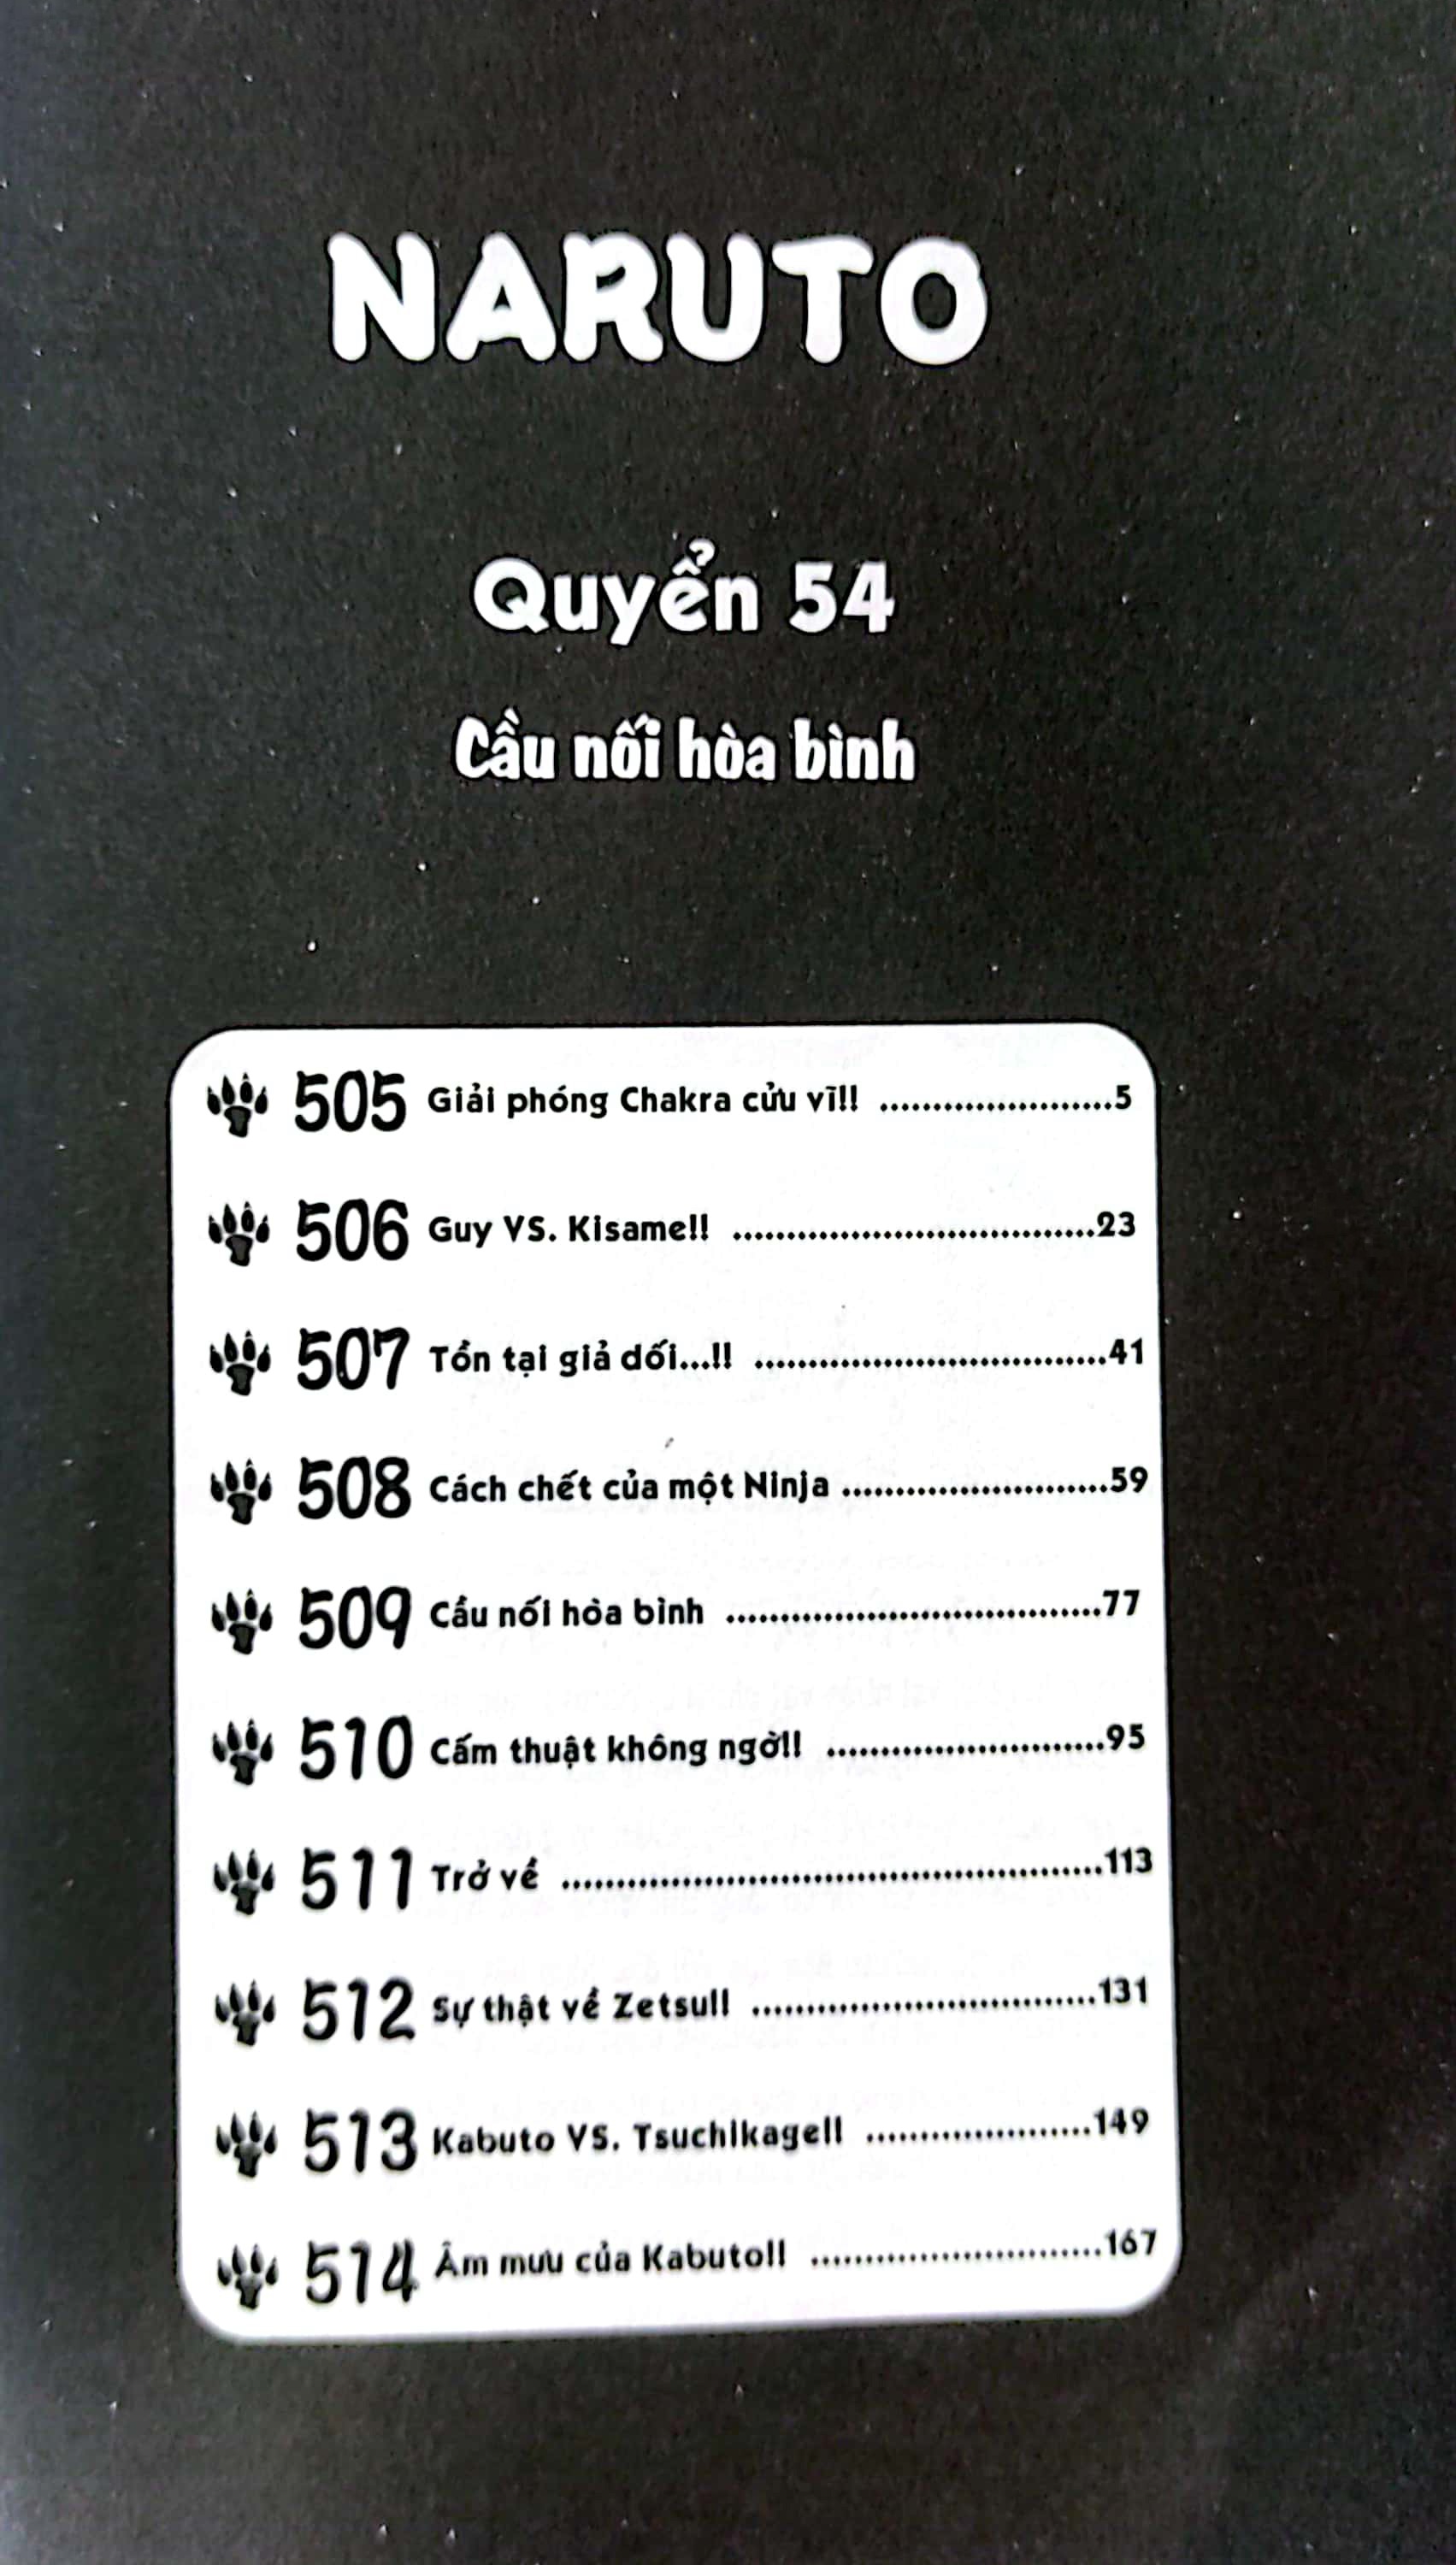 NARUTO
Quyển 54
Cầu nối hòa bình
505 Giải phóng Chakra cửu vĩ!! ......................5
506 Guy VS. Kisame!! ..................................23
507 Tồn tại giả dối...!! .................................41
508 Cách chết của một Ninja .........................59
509 Cầu nối hòa bình ...................................77
510 Cấm thuật không ngờ!! ..........................95
511 Trở về ...................................................113
512 Sự thật về Zetsu!! ................................131
513 Kabuto VS. Tsuchikage!! .....................149
514 Âm mưu của Kabuto!! ...........................167